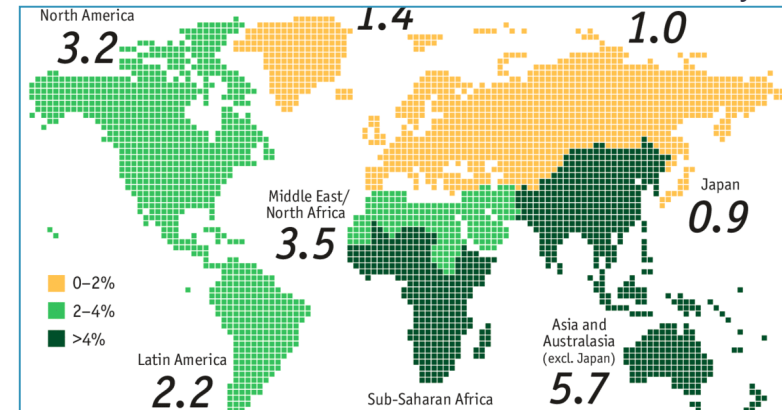 North America
3.2
1.4
1.0
Middle East/
North Africa
3.5
Japan
0.9
0–2%
2–4%
>4%
Latin America
2.2
Sub-Saharan Africa
Asia and
Australasia
(excl. Japan)
5.7